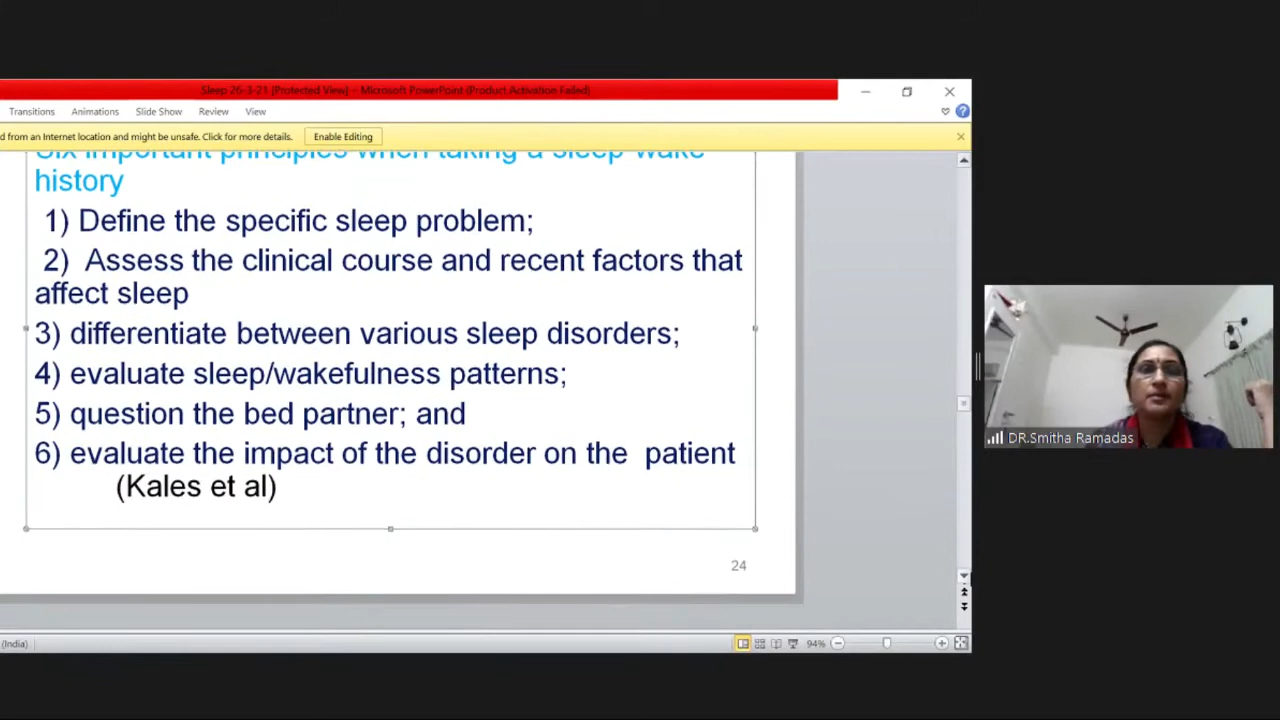 Sleep 26-3-21 (Protected View) - Microsoft PowerPoint (Product Activation Failed)
Transitions Animations Slide Show Review View
d from an Internet location and might be unsafe. Click for more details. Enable Editing
Six important principles when taking a sleep-wake
history
1) Define the specific sleep problem;
2) Assess the clinical course and recent factors that
affect sleep
3) differentiate between various sleep disorders;
4) evaluate sleep/wakefulness patterns;
5) question the bed partner; and
6) evaluate the impact of the disorder on the patient
(Kales et al)
24
DR.Smitha Ramadas
(India)
94%